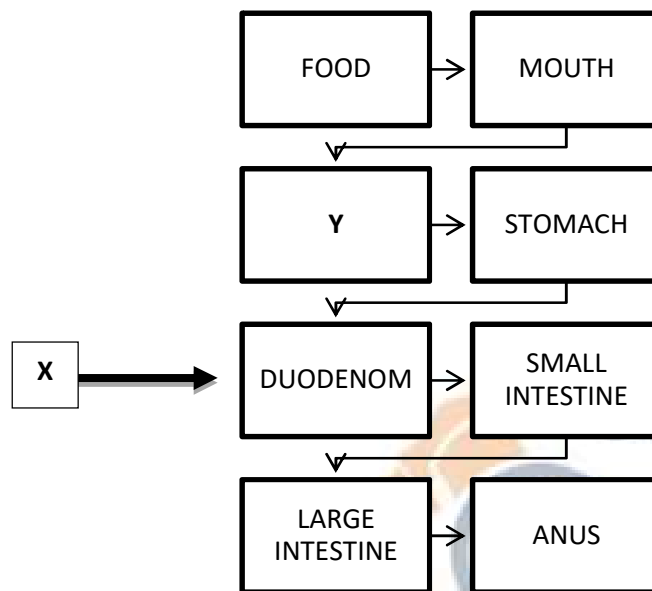 FOOD
MOUTH
Y
STOMACH
X
DUODENOM
SMALL
INTESTINE
LARGE
INTESTINE
ANUS